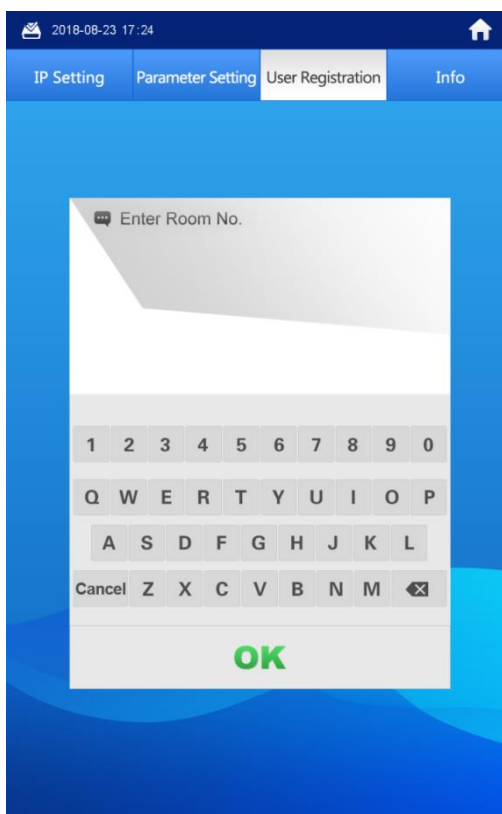 2018-08-23 17:24
IP Setting Parameter Setting User Registration Info
Enter Room No.
1 2 3 4 5 6 7 8 9 0
Q W E R T Y U I O P
A S D F G H J K L
Cancel Z X C V B N M
OK